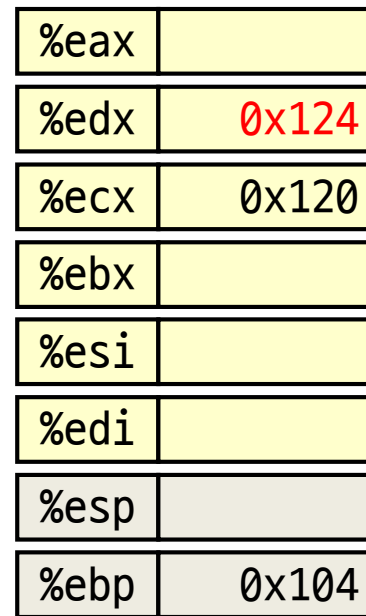 %eax
%edx 0x124
%ecx 0x120
%ebx
%esi
%edi
%esp
%ebp 0x104